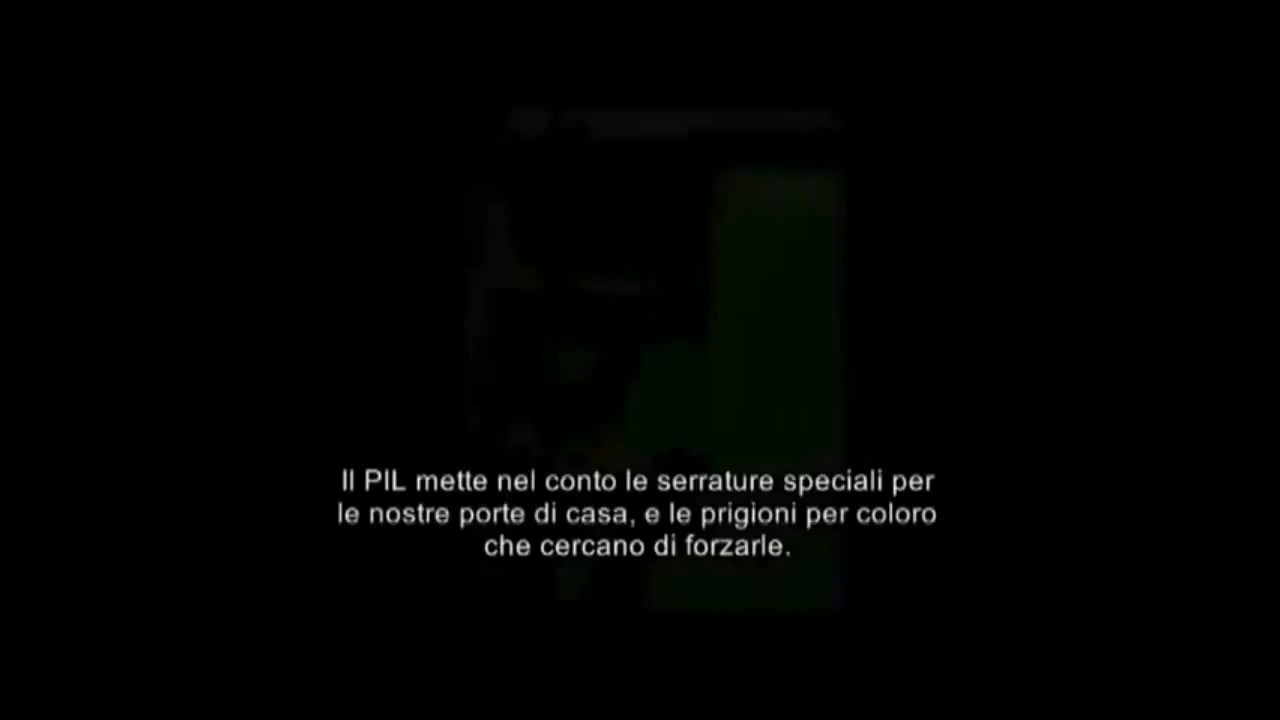 Il PIL mette nel conto le serrature speciali per
le nostre porte di casa, e le prigioni per coloro
che cercano di forzarle.